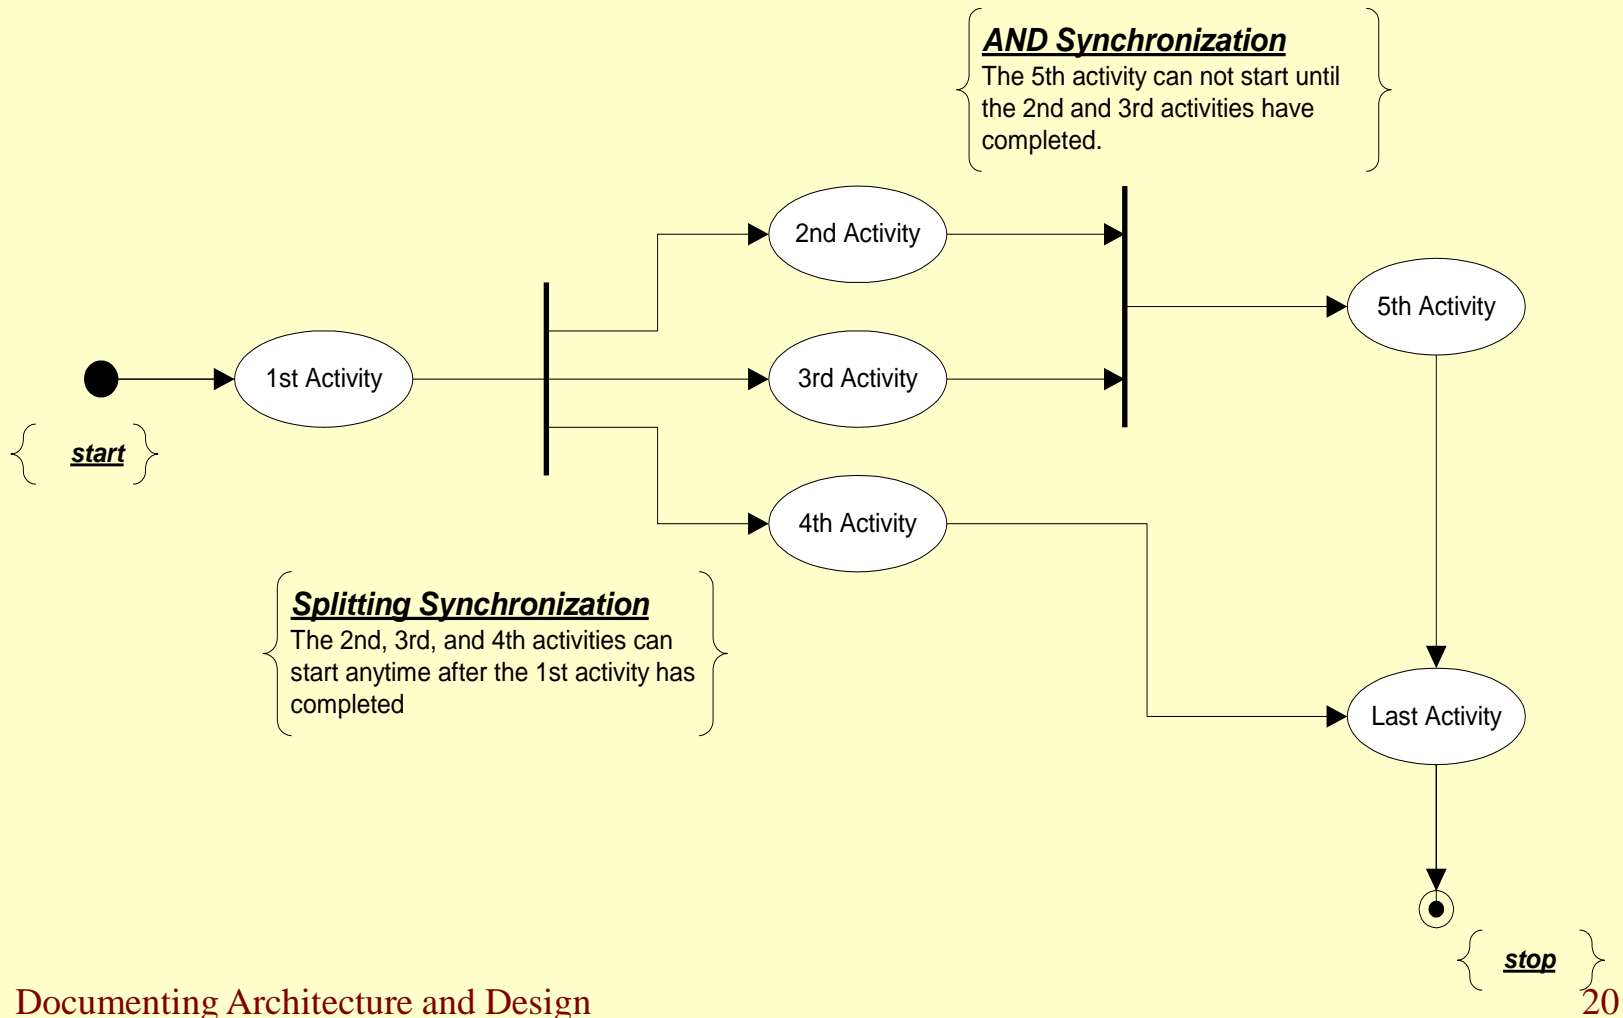 AND Synchronization
The 5th activity can not start until
the 2nd and 3rd activities have
completed.
2nd Activity
5th Activity
1st Activity
3rd Activity
start
4th Activity
Splitting Synchronization
The 2nd, 3rd, and 4th activities can
start anytime after the 1st activity has
completed
Last Activity
stop
Documenting Architecture and Design
20